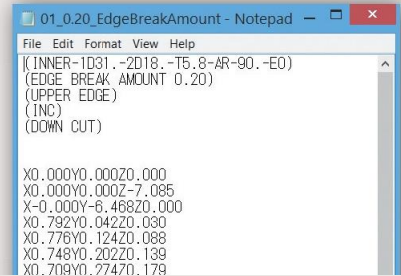 01_0.20_EdgeBreakAmount - Notepad
File Edit Format View Help
(INNER-1D31.-2D18.-T5.8-AR-90.-E0)
(EDGE BREAK AMOUNT 0.20)
(UPPER EDGE)
(INC)
(DOWN CUT)
X0.000Y0.000Z0.000
X0.000Y0.000Z-7.085
X-0.000Y-6.468Z0.000
X0.792Y0.042Z0.030
X0.776Y0.124Z0.088
X0.748Y0.202Z0.139
X0.709Y0.274Z0.179